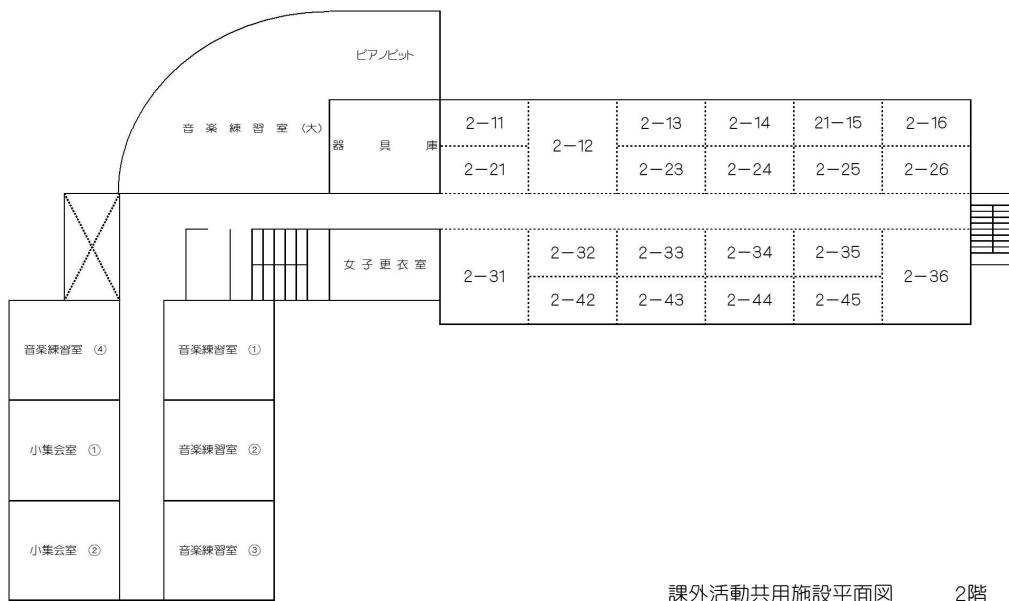 ピアノピット
音楽練習室(大)
器具庫
2-11
2-12
2-13
2-14
21-15
2-16
2-21
2-23
2-24
2-25
2-26
女子更衣室
2-31
2-32
2-33
2-34
2-35
2-36
2-42
2-43
2-44
2-45
音楽練習室 ④
音楽練習室 ①
小集会室 ①
音楽練習室 ②
小集会室 ②
音楽練習室 ③
課外活動共用施設平面図 2階